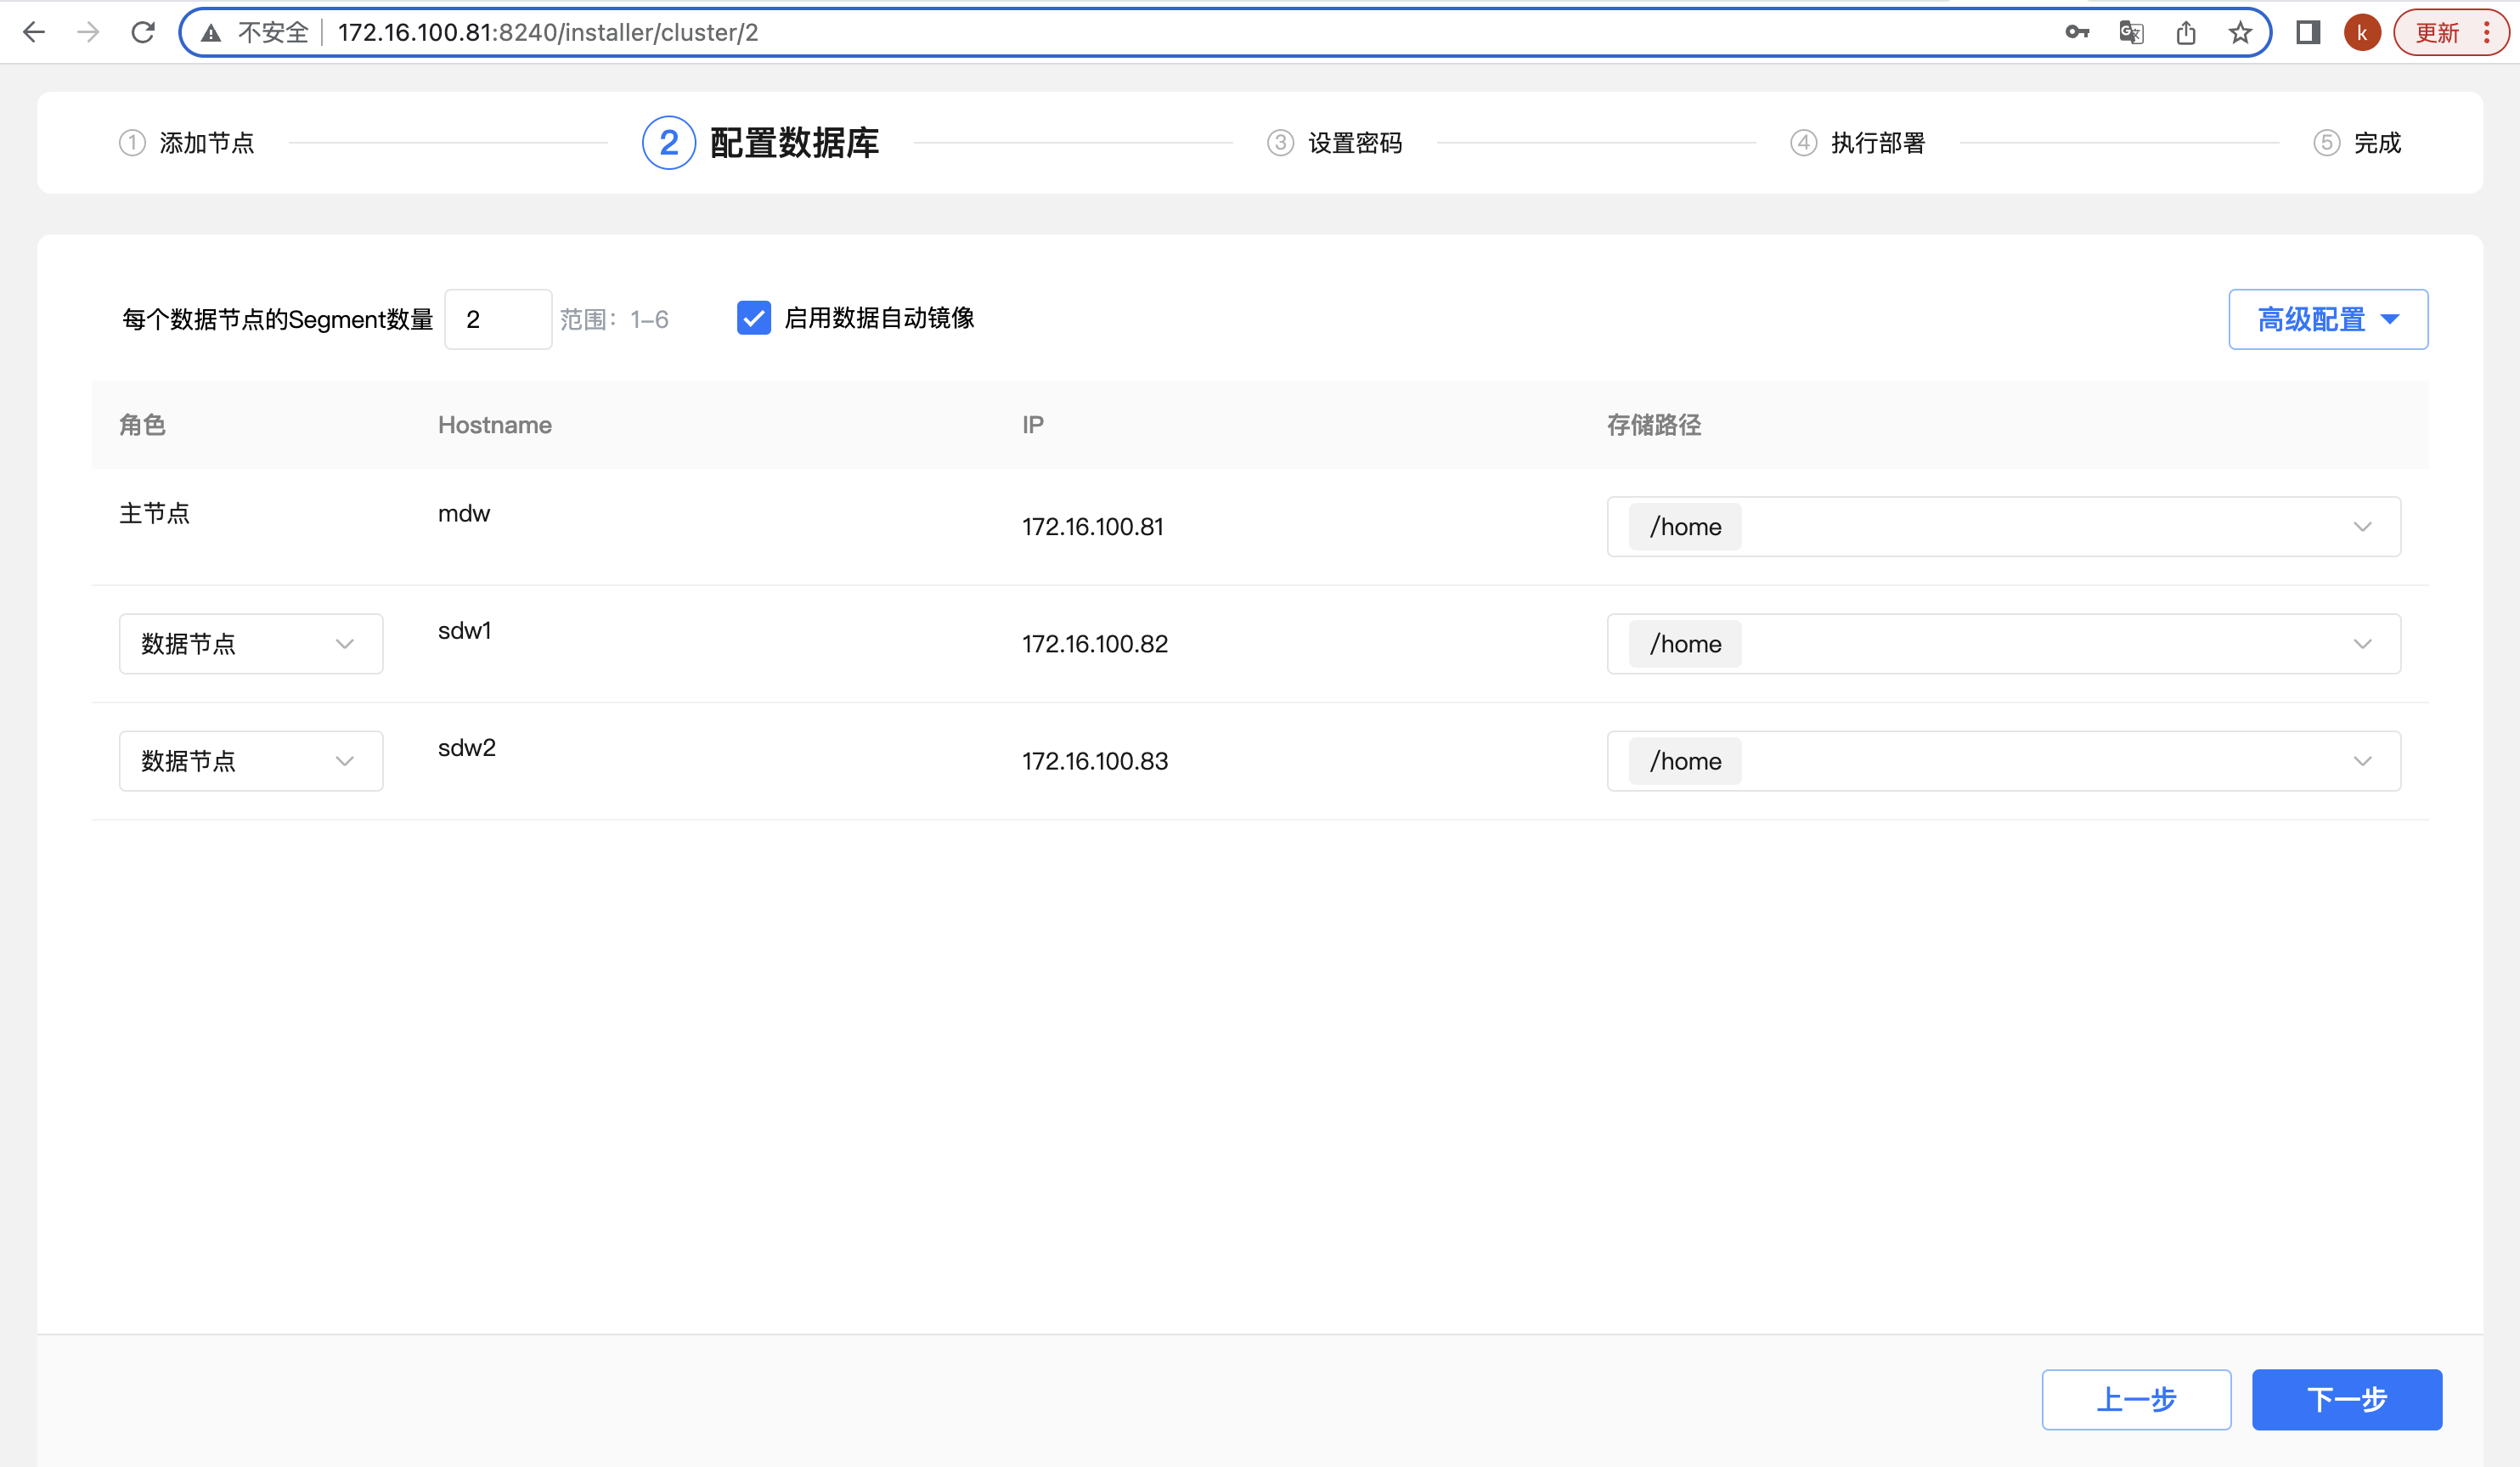 不安全 172.16.100.81:8240/installer/cluster/2 k 更新
1 添加节点 2 配置数据库 3 设置密码 4 执行部署 5 完成
每个数据节点的Segment数量 2 范围：1–6 启用数据自动镜像 高级配置
角色 Hostname IP 存储路径
主节点 mdw 172.16.100.81 /home
数据节点 sdw1 172.16.100.82 /home
数据节点 sdw2 172.16.100.83 /home
上一步 下一步